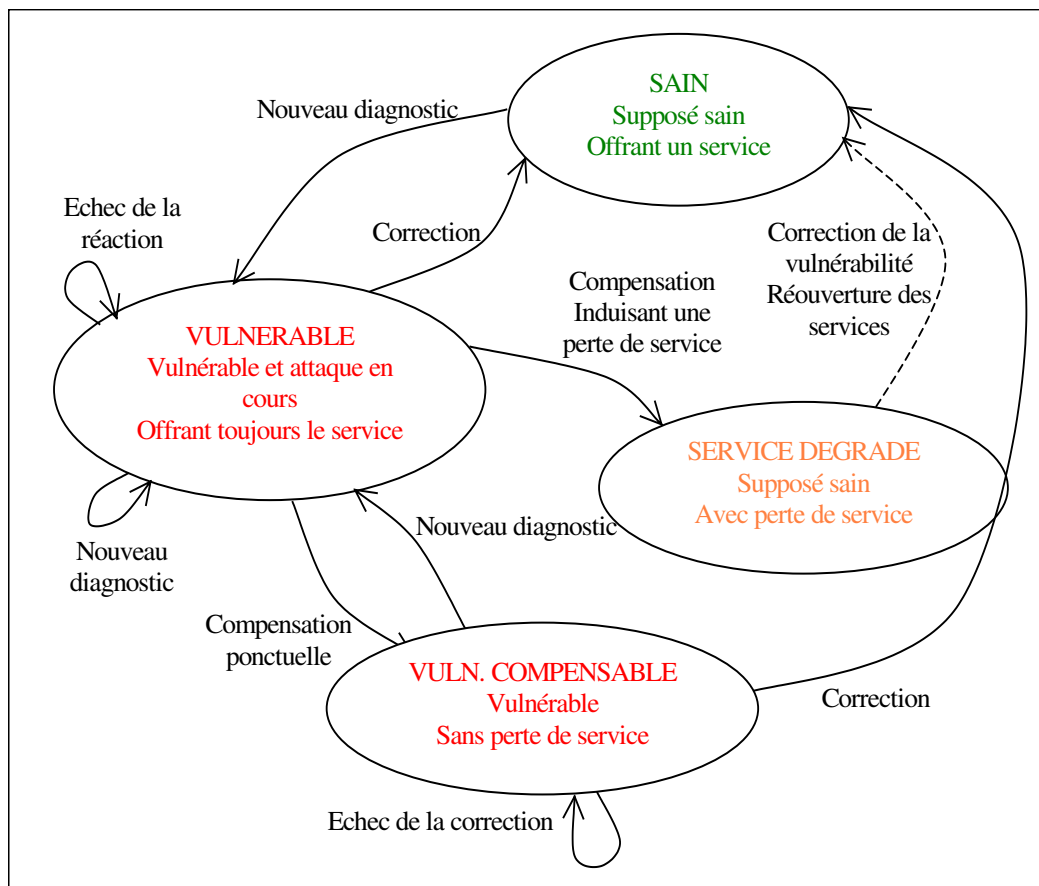 SAIN
Supposé sain
Offrant un service
Nouveau diagnostic
Echec de la
réaction
Correction
Correction de la
vulnérabilité
Réouverture des
services
Compensation
Induisant une
perte de service
VULNERABLE
Vulnérable et attaque en
cours
Offrant toujours le service
SERVICE DEGRADE
Supposé sain
Avec perte de service
Nouveau diagnostic
Nouveau
diagnostic
Compensation
ponctuelle
VULN. COMPENSABLE
Vulnérable
Sans perte de service
Correction
Echec de la correction